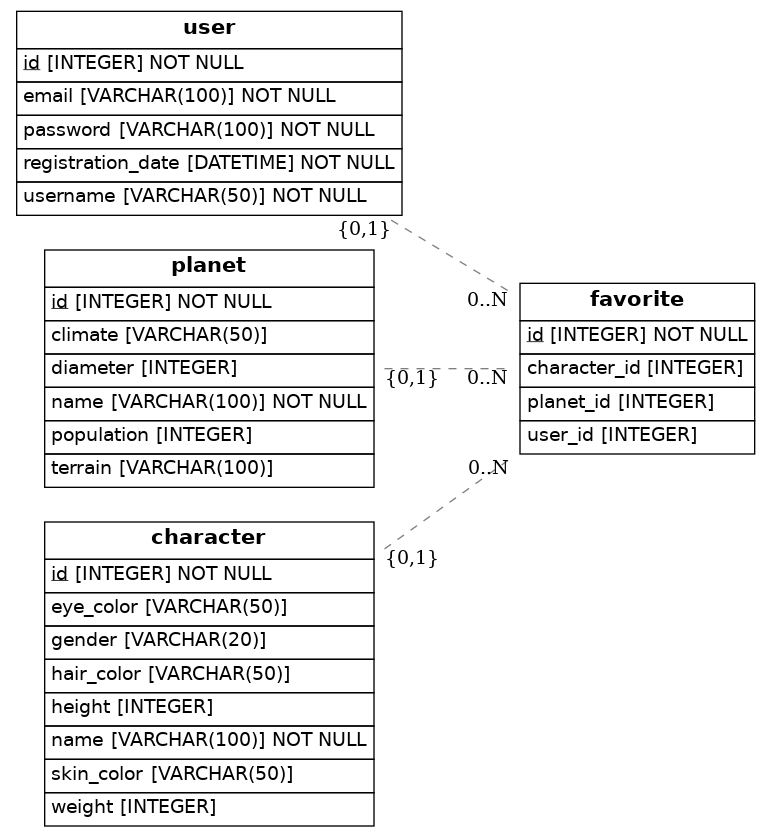 user
id [INTEGER] NOT NULL
email [VARCHAR(100)] NOT NULL
password [VARCHAR(100)] NOT NULL
registration_date [DATETIME] NOT NULL
username [VARCHAR(50)] NOT NULL
{0,1}
0..N
planet
id [INTEGER] NOT NULL
climate [VARCHAR(50)]
diameter [INTEGER]
name [VARCHAR(100)] NOT NULL
population [INTEGER]
terrain [VARCHAR(100)]
{0,1}
0..N
favorite
id [INTEGER] NOT NULL
character_id [INTEGER]
planet_id [INTEGER]
user_id [INTEGER]
0..N
{0,1}
character
id [INTEGER] NOT NULL
eye_color [VARCHAR(50)]
gender [VARCHAR(20)]
hair_color [VARCHAR(50)]
height [INTEGER]
name [VARCHAR(100)] NOT NULL
skin_color [VARCHAR(50)]
weight [INTEGER]